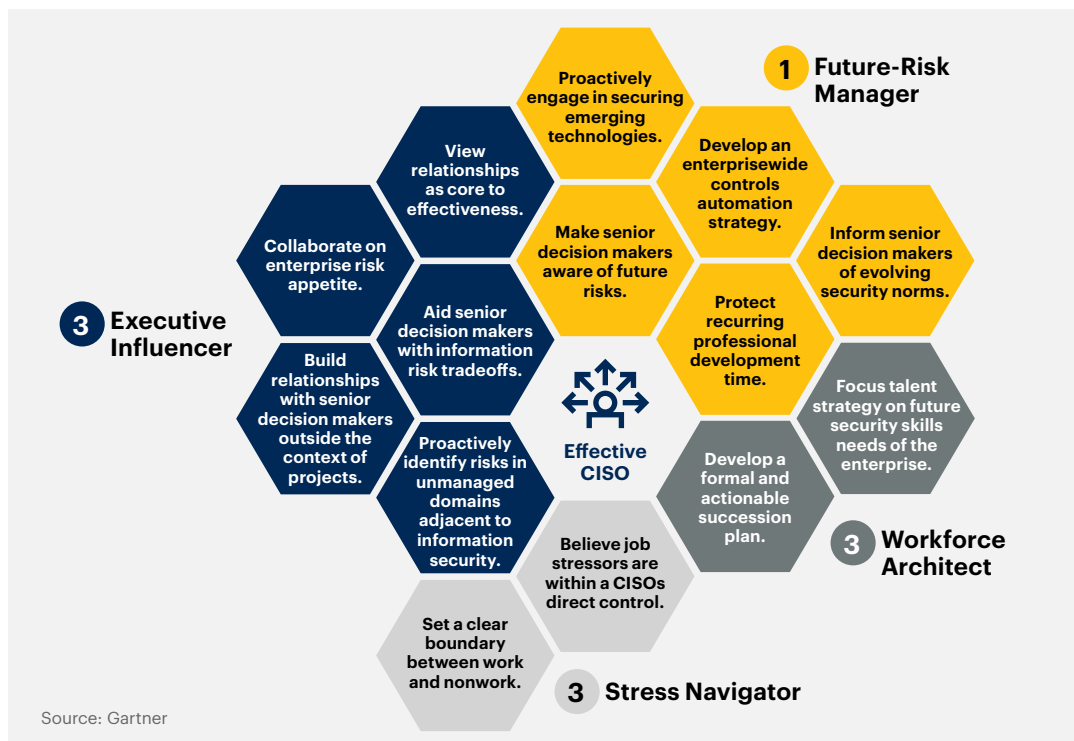 1
Future-Risk
Manager
Proactively
engage in securing
emerging
technologies.
Develop an
enterprisewide
controls
automation
strategy.
Make senior
decision makers
aware of future
risks.
Inform senior
decision makers
of evolving
security norms.
Protect
recurring
professional
development
time.
View
relationships
as core to
effectiveness.
Collaborate on
enterprise risk
appetite.
Aid senior
decision makers
with information
risk tradeoffs.
3
Executive
Influencer
Build
relationships
with senior
decision makers
outside the
context of
projects.
Proactively
identify risks in
unmanaged
domains
adjacent to
information
security.
Effective
CISO
Focus talent
strategy on future
security skills
needs of the
enterprise.
Develop a
formal and
actionable
succession
plan.
3
Workforce
Architect
Believe job
stressors are
within a CISOs
direct control.
Set a clear
boundary
between work
and nonwork.
3
Stress Navigator
Source: Gartner